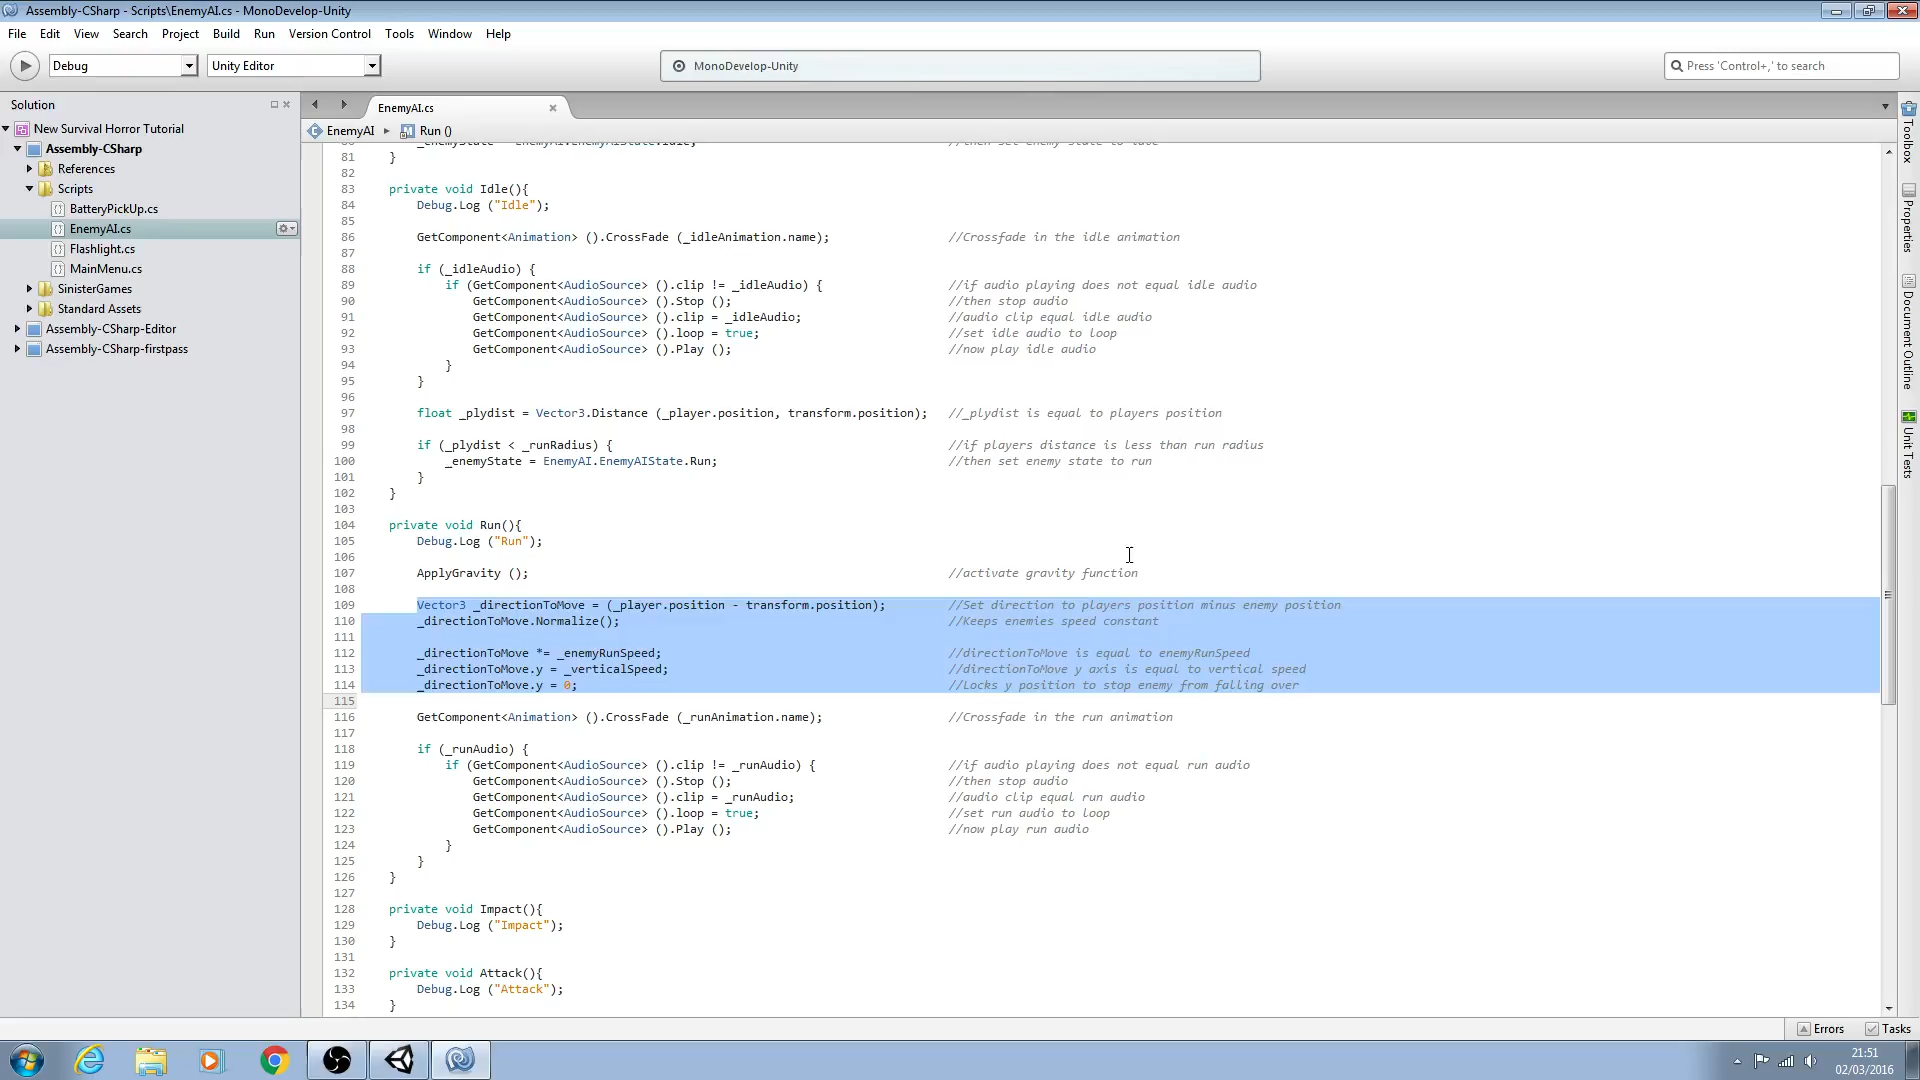 Assembly-CSharp - Scripts\EnemyAI.cs - MonoDevelop-Unity
File Edit View Search Project Build Run Version Control Tools Window Help
Debug Unity Editor MonoDevelop-Unity Press 'Control+,' to search
Solution
New Survival Horror Tutorial
Assembly-CSharp
References
Scripts
BatteryPickUp.cs
EnemyAI.cs
Flashlight.cs
MainMenu.cs
SinisterGames
Standard Assets
Assembly-CSharp-Editor
Assembly-CSharp-firstpass
EnemyAI.cs
EnemyAI Run ()
81 }
82
83 private void Idle(){
84 Debug.Log ("Idle");
85
86 GetComponent<Animation> ().CrossFade (_idleAnimation.name); //Crossfade in the idle animation
87
88 if (_idleAudio) {
89 if (GetComponent<AudioSource> ().clip != _idleAudio) { //if audio playing does not equal idle audio
90 GetComponent<AudioSource> ().Stop (); //then stop audio
91 GetComponent<AudioSource> ().clip = _idleAudio; //audio clip equal idle audio
92 GetComponent<AudioSource> ().loop = true; //set idle audio to loop
93 GetComponent<AudioSource> ().Play (); //now play idle audio
94 }
95 }
96
97 float _plydist = Vector3.Distance (_player.position, transform.position); //_plydist is equal to players position
98
99 if (_plydist < _runRadius) { //if players distance is less than run radius
100 _enemyState = EnemyAI.EnemyAIState.Run; //then set enemy state to run
101 }
102 }
103
104 private void Run(){
105 Debug.Log ("Run");
106
107 ApplyGravity (); //activate gravity function
108
109 Vector3 _directionToMove = (_player.position - transform.position); //Set direction to players position minus enemy position
110 _directionToMove.Normalize(); //Keeps enemies speed constant
111
112 _directionToMove *= _enemyRunSpeed; //directionToMove is equal to enemyRunSpeed
113 _directionToMove.y = _verticalSpeed; //directionToMove y axis is equal to vertical speed
114 _directionToMove.y = 0; //Locks y position to stop enemy from falling over
115
116 GetComponent<Animation> ().CrossFade (_runAnimation.name); //Crossfade in the run animation
117
118 if (_runAudio) {
119 if (GetComponent<AudioSource> ().clip != _runAudio) { //if audio playing does not equal run audio
120 GetComponent<AudioSource> ().Stop (); //then stop audio
121 GetComponent<AudioSource> ().clip = _runAudio; //audio clip equal run audio
122 GetComponent<AudioSource> ().loop = true; //set run audio to loop
123 GetComponent<AudioSource> ().Play (); //now play run audio
124 }
125 }
126 }
127
128 private void Impact(){
129 Debug.Log ("Impact");
130 }
131
132 private void Attack(){
133 Debug.Log ("Attack");
134 }
Toolbox
Properties
Document Outline
Unit Tests
Errors Tasks
21:51
02/03/2016